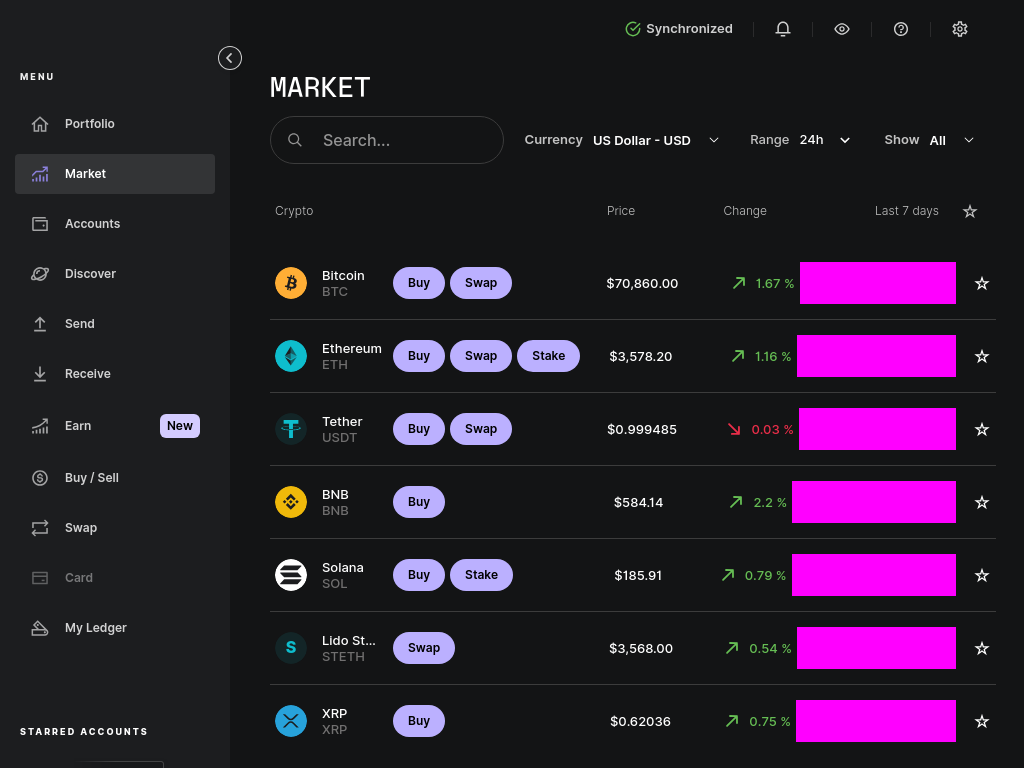 Synchronized
MENU
MARKET
Portfolio
Market
Accounts
Discover
Send
Receive
Earn New
Buy / Sell
Swap
Card
My Ledger
STARRED ACCOUNTS
Search...
Currency US Dollar - USD
Range 24h
Show All
Crypto Price Change Last 7 days
Bitcoin
BTC
Buy Swap $70,860.00 1.67 %
Ethereum
ETH
Buy Swap Stake $3,578.20 1.16 %
Tether
USDT
Buy Swap $0.999485 0.03 %
BNB
BNB
Buy $584.14 2.2 %
Solana
SOL
Buy Stake $185.91 0.79 %
Lido St...
STETH
S
Swap $3,568.00 0.54 %
XRP
XRP
Buy $0.62036 0.75 %